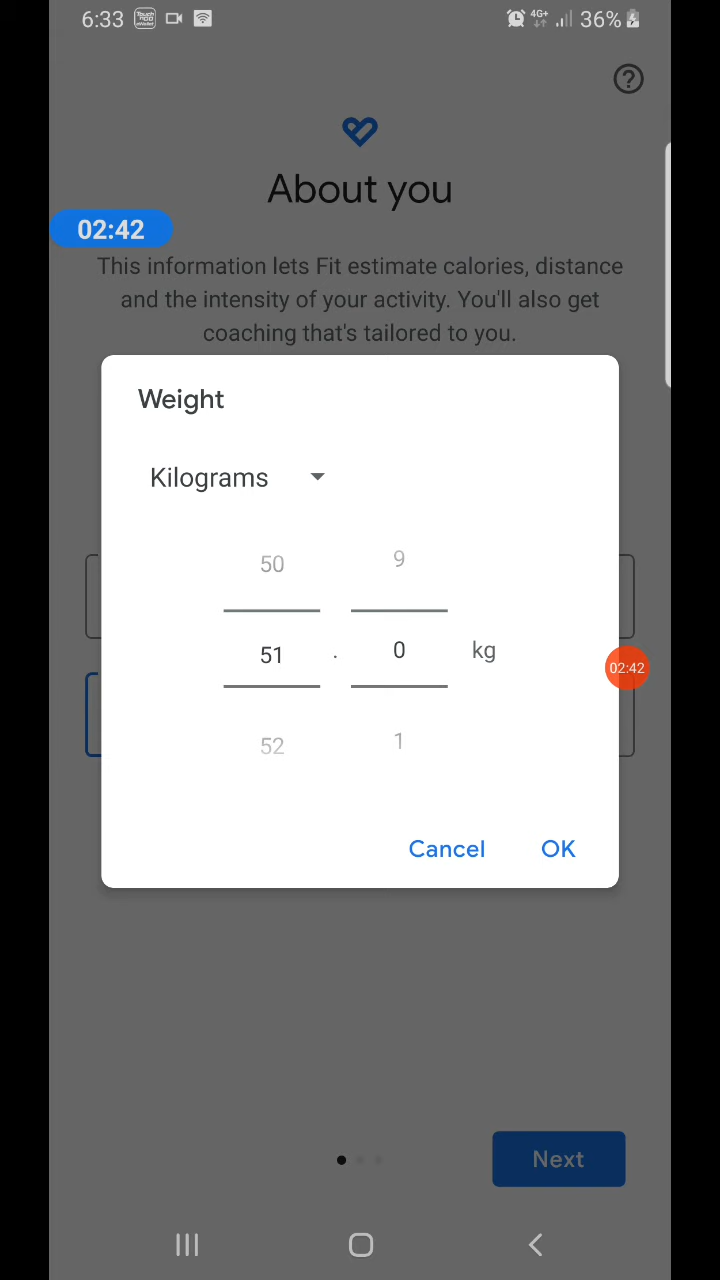 6:33 4G+ 36%
About you
02:42
This information lets Fit estimate calories, distance
and the intensity of your activity. You'll also get
coaching that's tailored to you.
Weight
Kilograms
50 9
51 . 0 kg
02:42
52 1
Cancel OK
Next